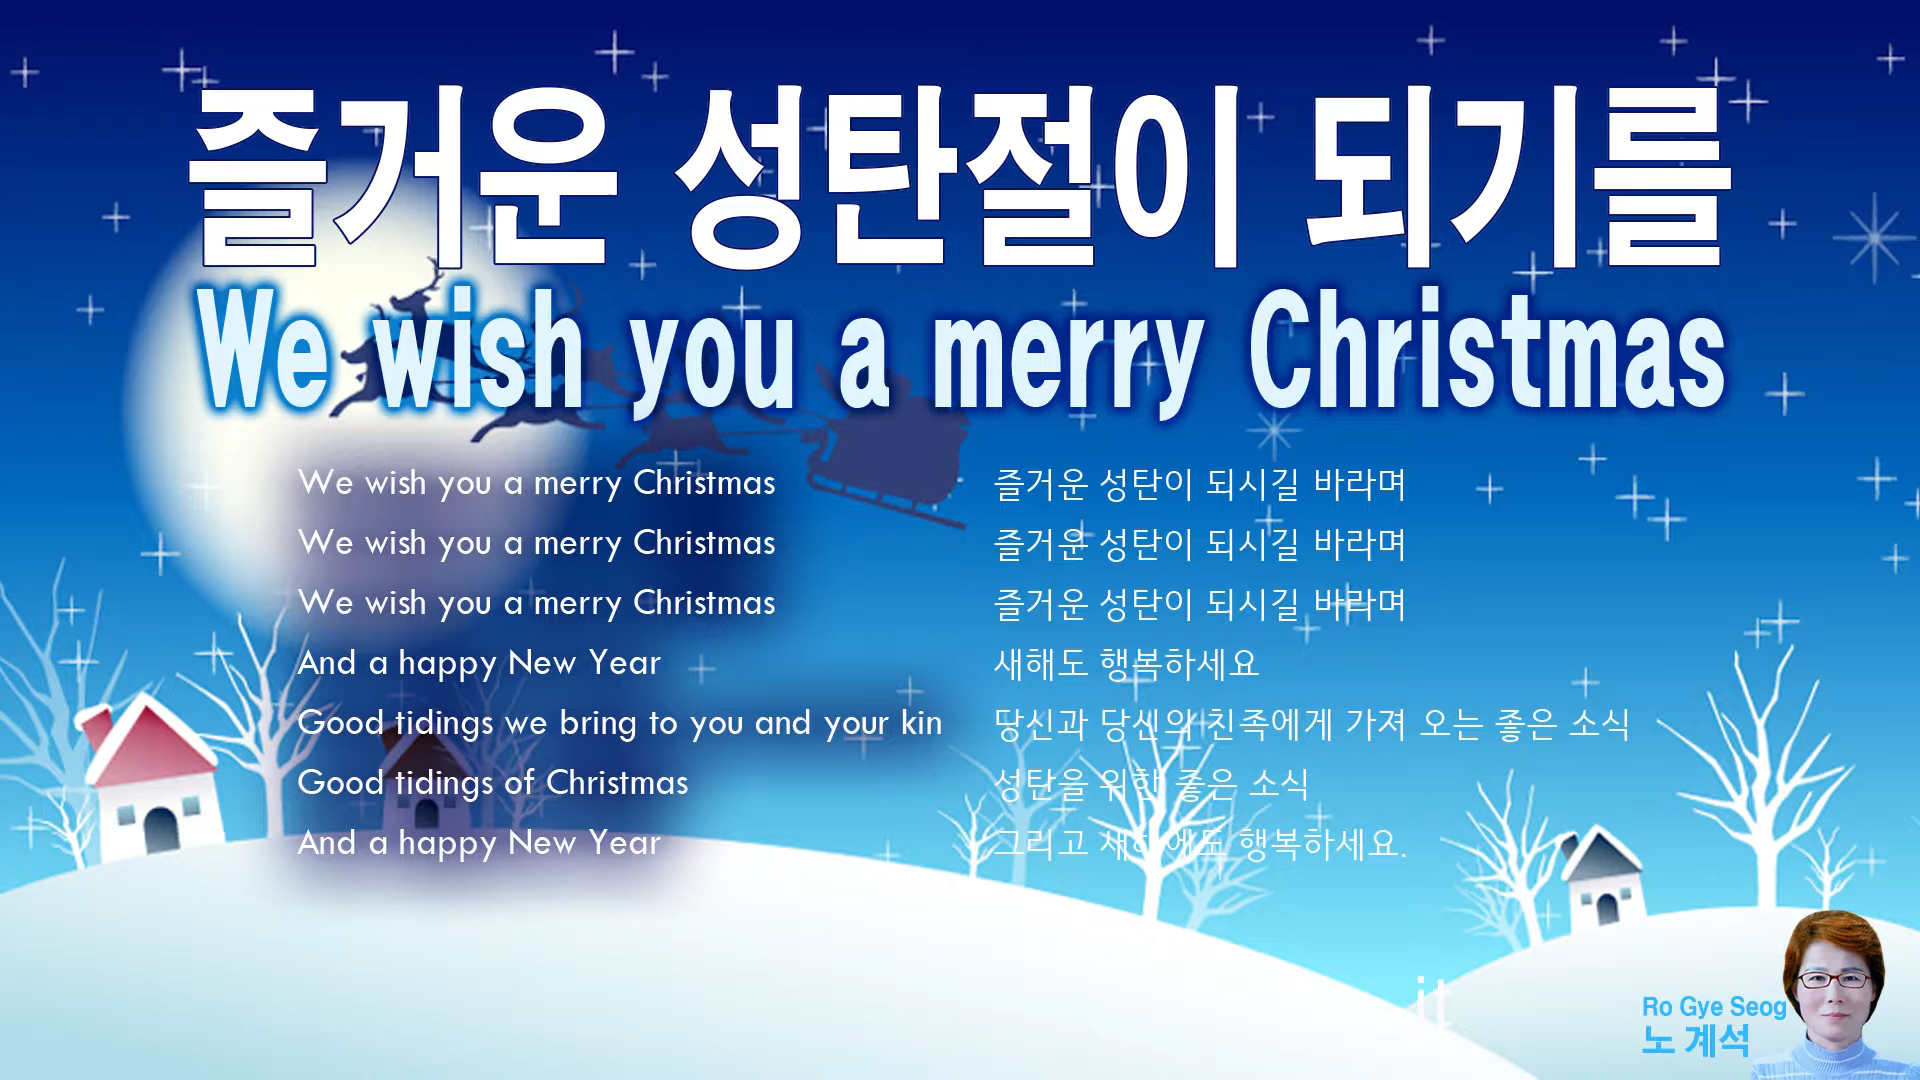 즐거운 성탄절이 되기를
We wish you a merry Christmas
We wish you a merry Christmas
We wish you a merry Christmas
We wish you a merry Christmas
And a happy New Year
Good tidings we bring to you and your kin
Good tidings of Christmas
And a happy New Year
즐거운 성탄이 되시길 바라며
즐거운 성탄이 되시길 바라며
즐거운 성탄이 되시길 바라며
새해도 행복하세요
당신과 당신의 친족에게 가져 오는 좋은 소식
성탄을 위한 좋은 소식
그리고 새해에도 행복하세요.
it
Ro Gye Seog
노 계석